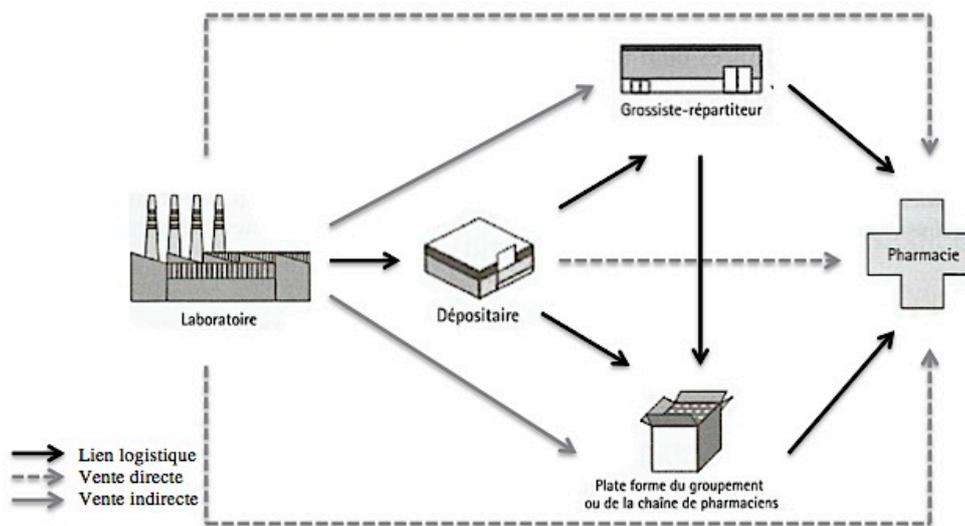 Grossiste-répartiteur
Pharmacie
Laboratoire
Dépositaire
Plate forme du groupement
ou de la chaîne de pharmaciens
Lien logistique
Vente directe
Vente indirecte